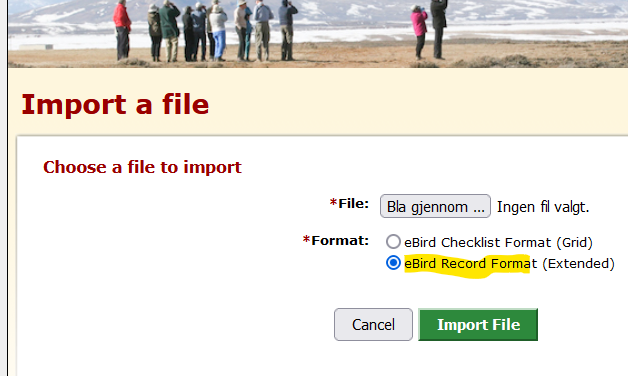 Import a file
Choose a file to import
*File: Bla gjennom ... Ingen fil valgt.
*Format: eBird Checklist Format (Grid)
eBird Record Format (Extended)
Cancel Import File